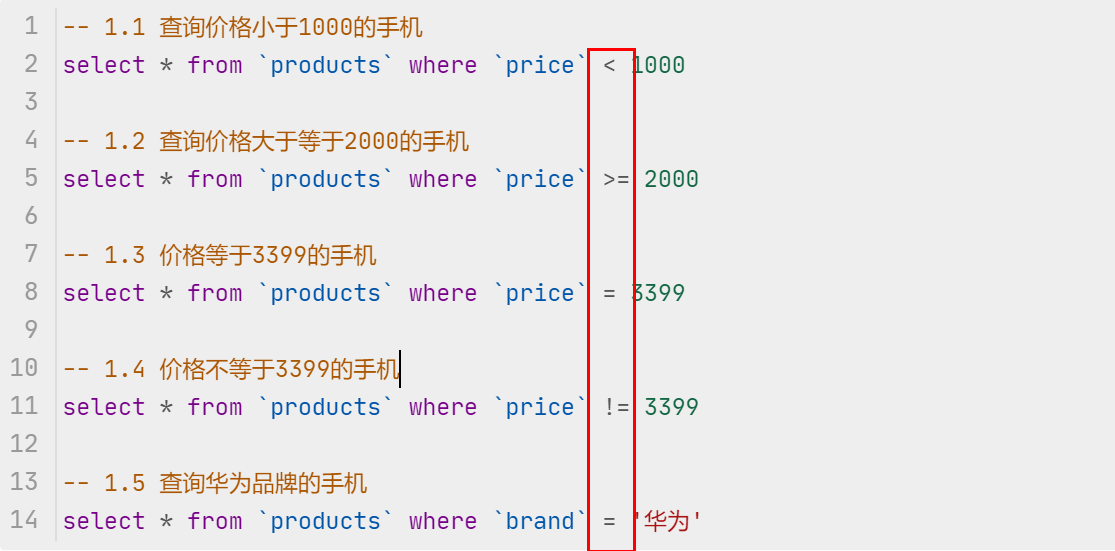 1 -- 1.1 查询价格小于1000的手机
2 select * from `products` where `price` < 1000
3
4 -- 1.2 查询价格大于等于2000的手机
5 select * from `products` where `price` >= 2000
6
7 -- 1.3 价格等于3399的手机
8 select * from `products` where `price` = 3399
9
10 -- 1.4 价格不等于3399的手机
11 select * from `products` where `price` != 3399
12
13 -- 1.5 查询华为品牌的手机
14 select * from `products` where `brand` = '华为'